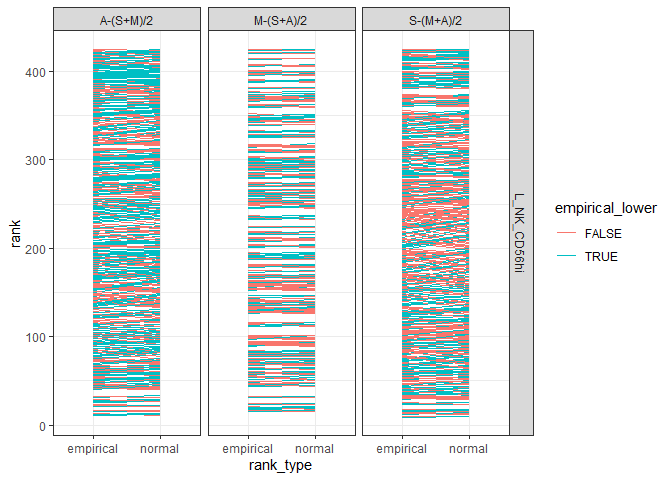 A-(S+M)/2
M-(S+A)/2
S-(M+A)/2
400
300
200
100
0
rank
empirical
normal
empirical
normal
empirical
normal
rank_type
L_NK_CD56hi
empirical_lower
FALSE
TRUE